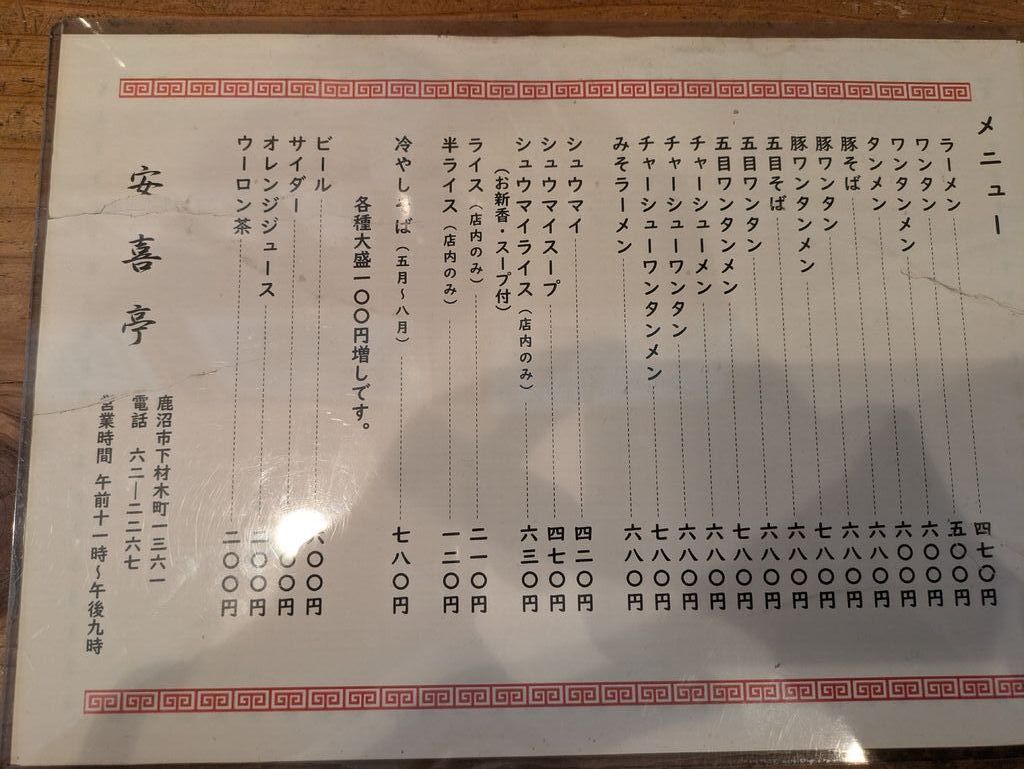 メニュー
ラーメン 四七〇円
ワンタン 五〇〇円
ワンタンメン 六〇〇円
タンメン 六〇〇円
豚そば 六八〇円
豚ワンタン 六八〇円
豚ワンタンメン 七八〇円
五目そば 六八〇円
五目ワンタン 六八〇円
五目ワンタンメン 七八〇円
チャーシューメン 六八〇円
チャーシューワンタン 六八〇円
チャーシューワンタンメン 七八〇円
みそラーメン 六八〇円
シュウマイ 四二〇円
シュウマイスープ 四七〇円
シュウマイライス(店内のみ) 六三〇円
(お新香・スープ付)
ライス(店内のみ) 二一〇円
半ライス(店内のみ) 一二〇円
冷やしそば(五月~八月) 七八〇円
各種大盛一〇〇円増しです。
ビール 六〇〇円
サイダー
オレンジジュース 二〇〇円
ウーロン茶 二〇〇円
安喜亭
鹿沼市下材木町一三六一
電話 六二―二二六七
営業時間 午前十一時~午後九時